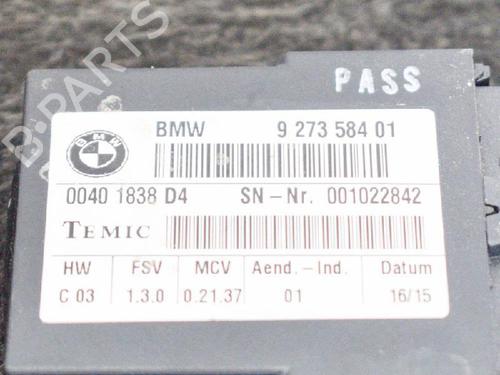 PASS
B-PARTS
BMW
BMW 9 273 584 01
0040 1838 D4 SN-Nr. 001022842
TEMIC
HW FSV MCV Aend.-Ind. Datum
C 03 1.3.0 0.21.37 01 16/15